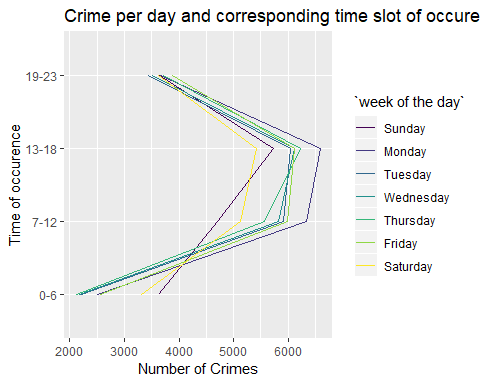 Crime per day and corresponding time slot of occure
Time of occurence
19-23
13-18
7-12
0-6
2000 3000 4000 5000 6000
Number of Crimes
`week of the day`
Sunday
Monday
Tuesday
Wednesday
Thursday
Friday
Saturday